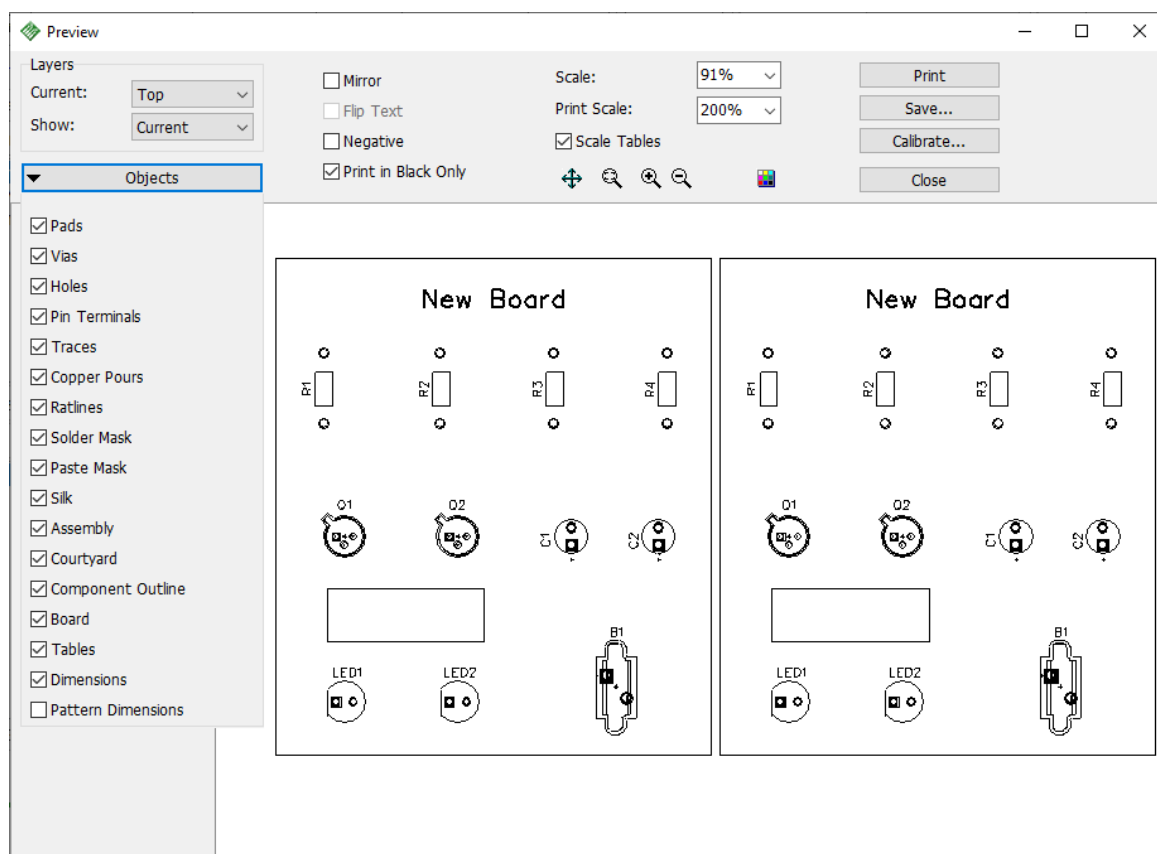 Preview
Layers
Current: Top
Show: Current
Mirror
Flip Text
Negative
Print in Black Only
Scale: 91%
Print Scale: 200%
Scale Tables
Print
Save...
Calibrate...
Close
Objects
Pads
Vias
Holes
Pin Terminals
Traces
Copper Pours
Ratlines
Solder Mask
Paste Mask
Silk
Assembly
Courtyard
Component Outline
Board
Tables
Dimensions
Pattern Dimensions
New Board
R1 R2 R3 R4
Q1 Q2
C1 C2
B1
LED1 LED2
New Board
R1 R2 R3 R4
Q1 Q2
C1 C2
B1
LED1 LED2